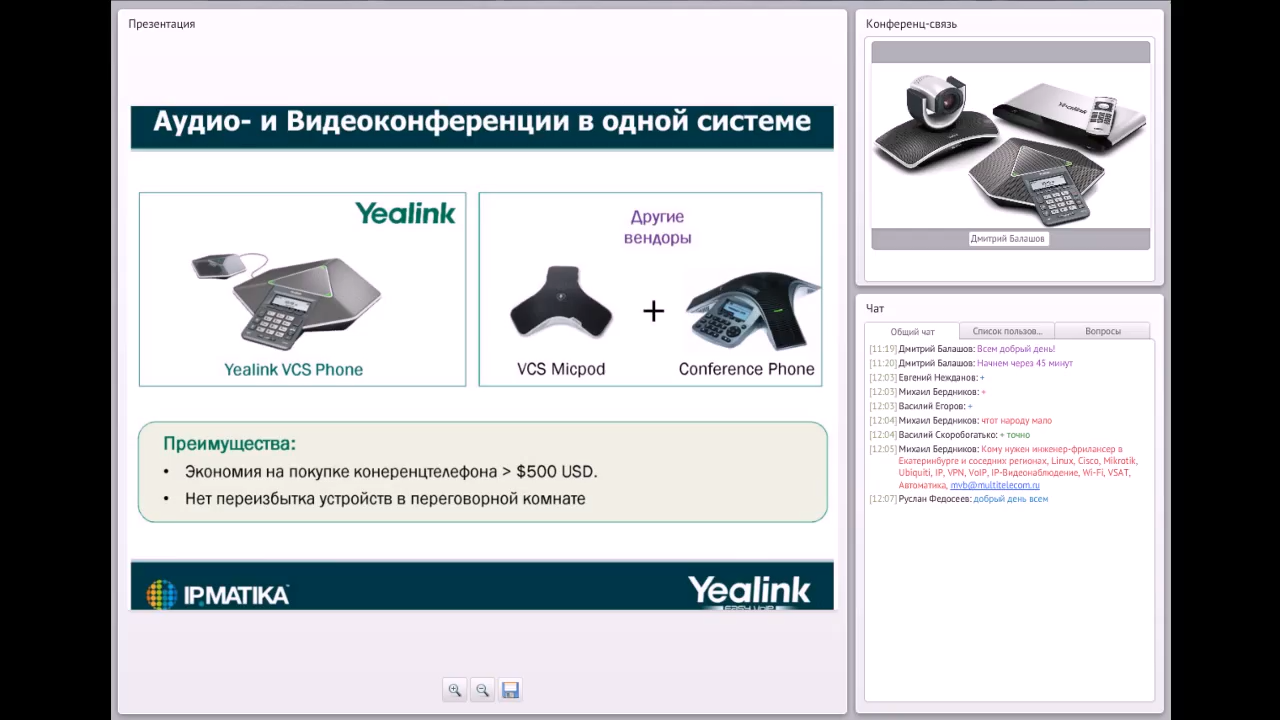 Презентация
Аудио- и Видеоконференции в одной системе
Yealink
Yealink VCS Phone
Другие
вендоры
+
VCS Micpod
Conference Phone
Преимущества:
• Экономия на покупке конференц-телефона > $500 USD.
• Нет переизбытка устройств в переговорной комнате
IPMATIKA
Yealink
Конференц-связь
Yealink
Дмитрий Балашов
Чат
Общий чат
Список пользов...
Вопросы
[11:19] Дмитрий Балашов: Всем добрый день!
[11:20] Дмитрий Балашов: Начнем через 45 минут
[12:03] Евгений Нежданов: +
[12:03] Михаил Бердников: +
[12:03] Василий Егоров: +
[12:04] Михаил Бердников: чтот народу мало
[12:04] Василий Скоробогатько: + точно
[12:05] Михаил Бердников: Кому нужен инженер-фрилансер в
Екатеринбурге и соседних регионах, Linux, Cisco, Mikrotik,
Ubiquiti, IP, VPN, VoIP, IP-Видеонаблюдение, Wi-Fi, VSAT,
Автоматика, mvb@multitelecom.ru
[12:07] Руслан Федосеев: добрый день всем